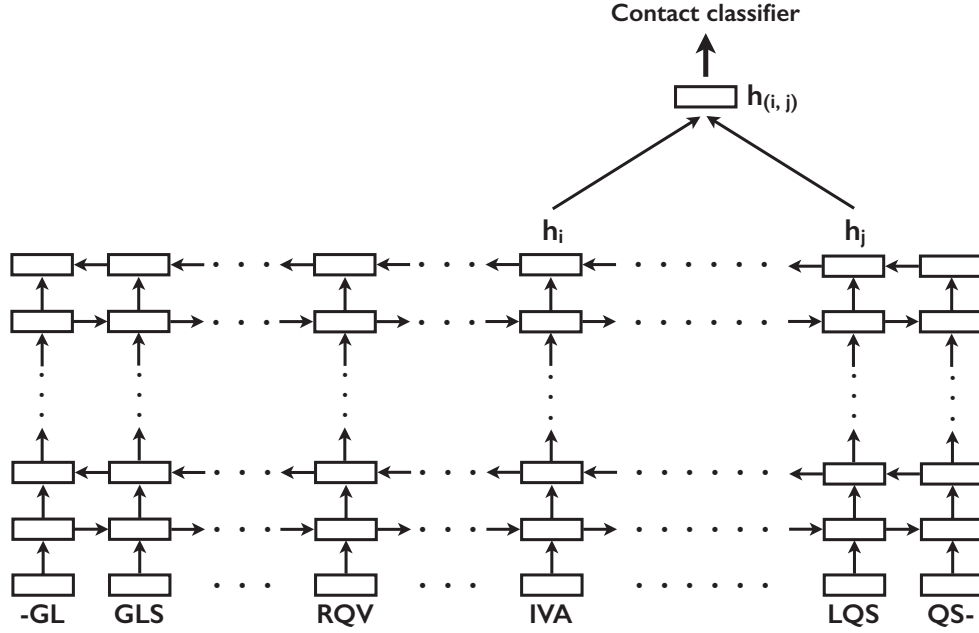 Contact classifier
h(i, j)
hi
hj
-GL GLS RQV IVA LQS QS-